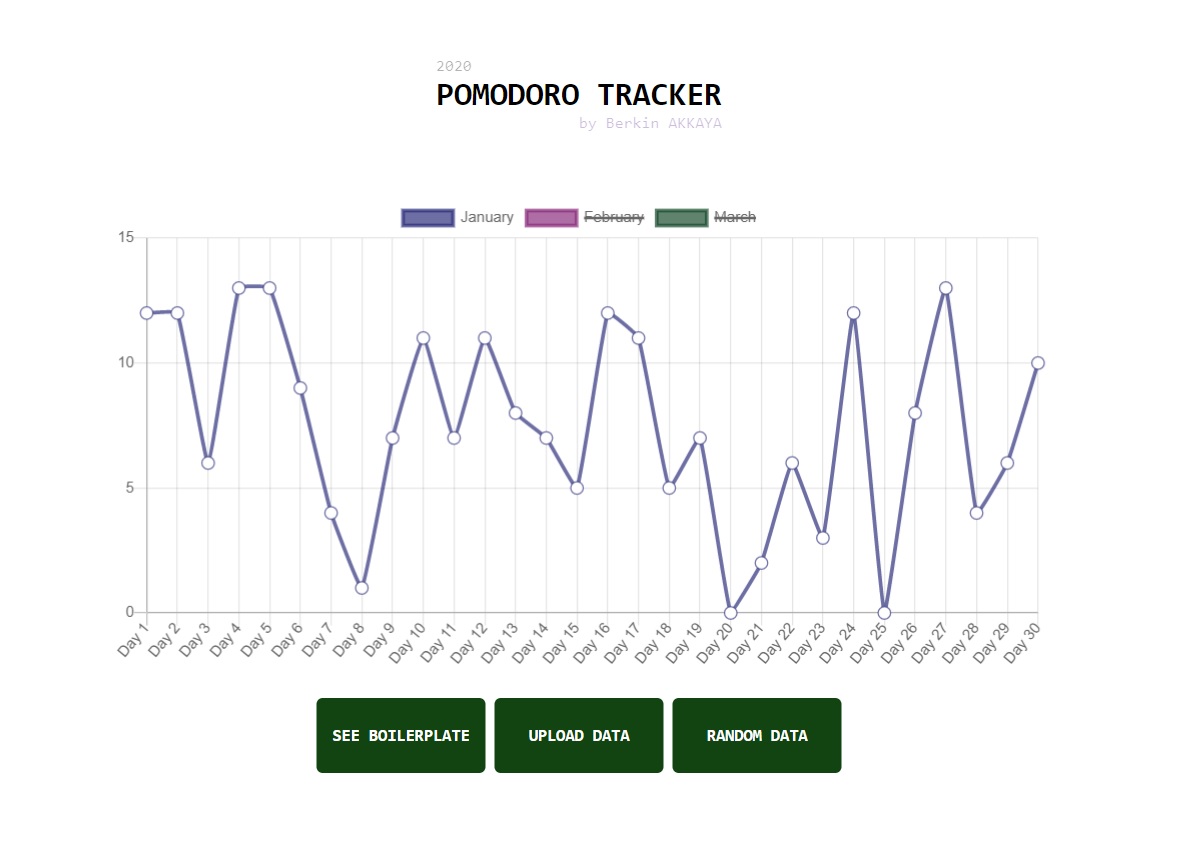 2020
POMODORO TRACKER
by Berkin AKKAYA
January February March
15
10
5
0
Day 1 Day 2 Day 3 Day 4 Day 5 Day 6 Day 7 Day 8 Day 9 Day 10 Day 11 Day 12 Day 13 Day 14 Day 15 Day 16 Day 17 Day 18 Day 19 Day 20 Day 21 Day 22 Day 23 Day 24 Day 25 Day 26 Day 27 Day 28 Day 29 Day 30
SEE BOILERPLATE UPLOAD DATA RANDOM DATA